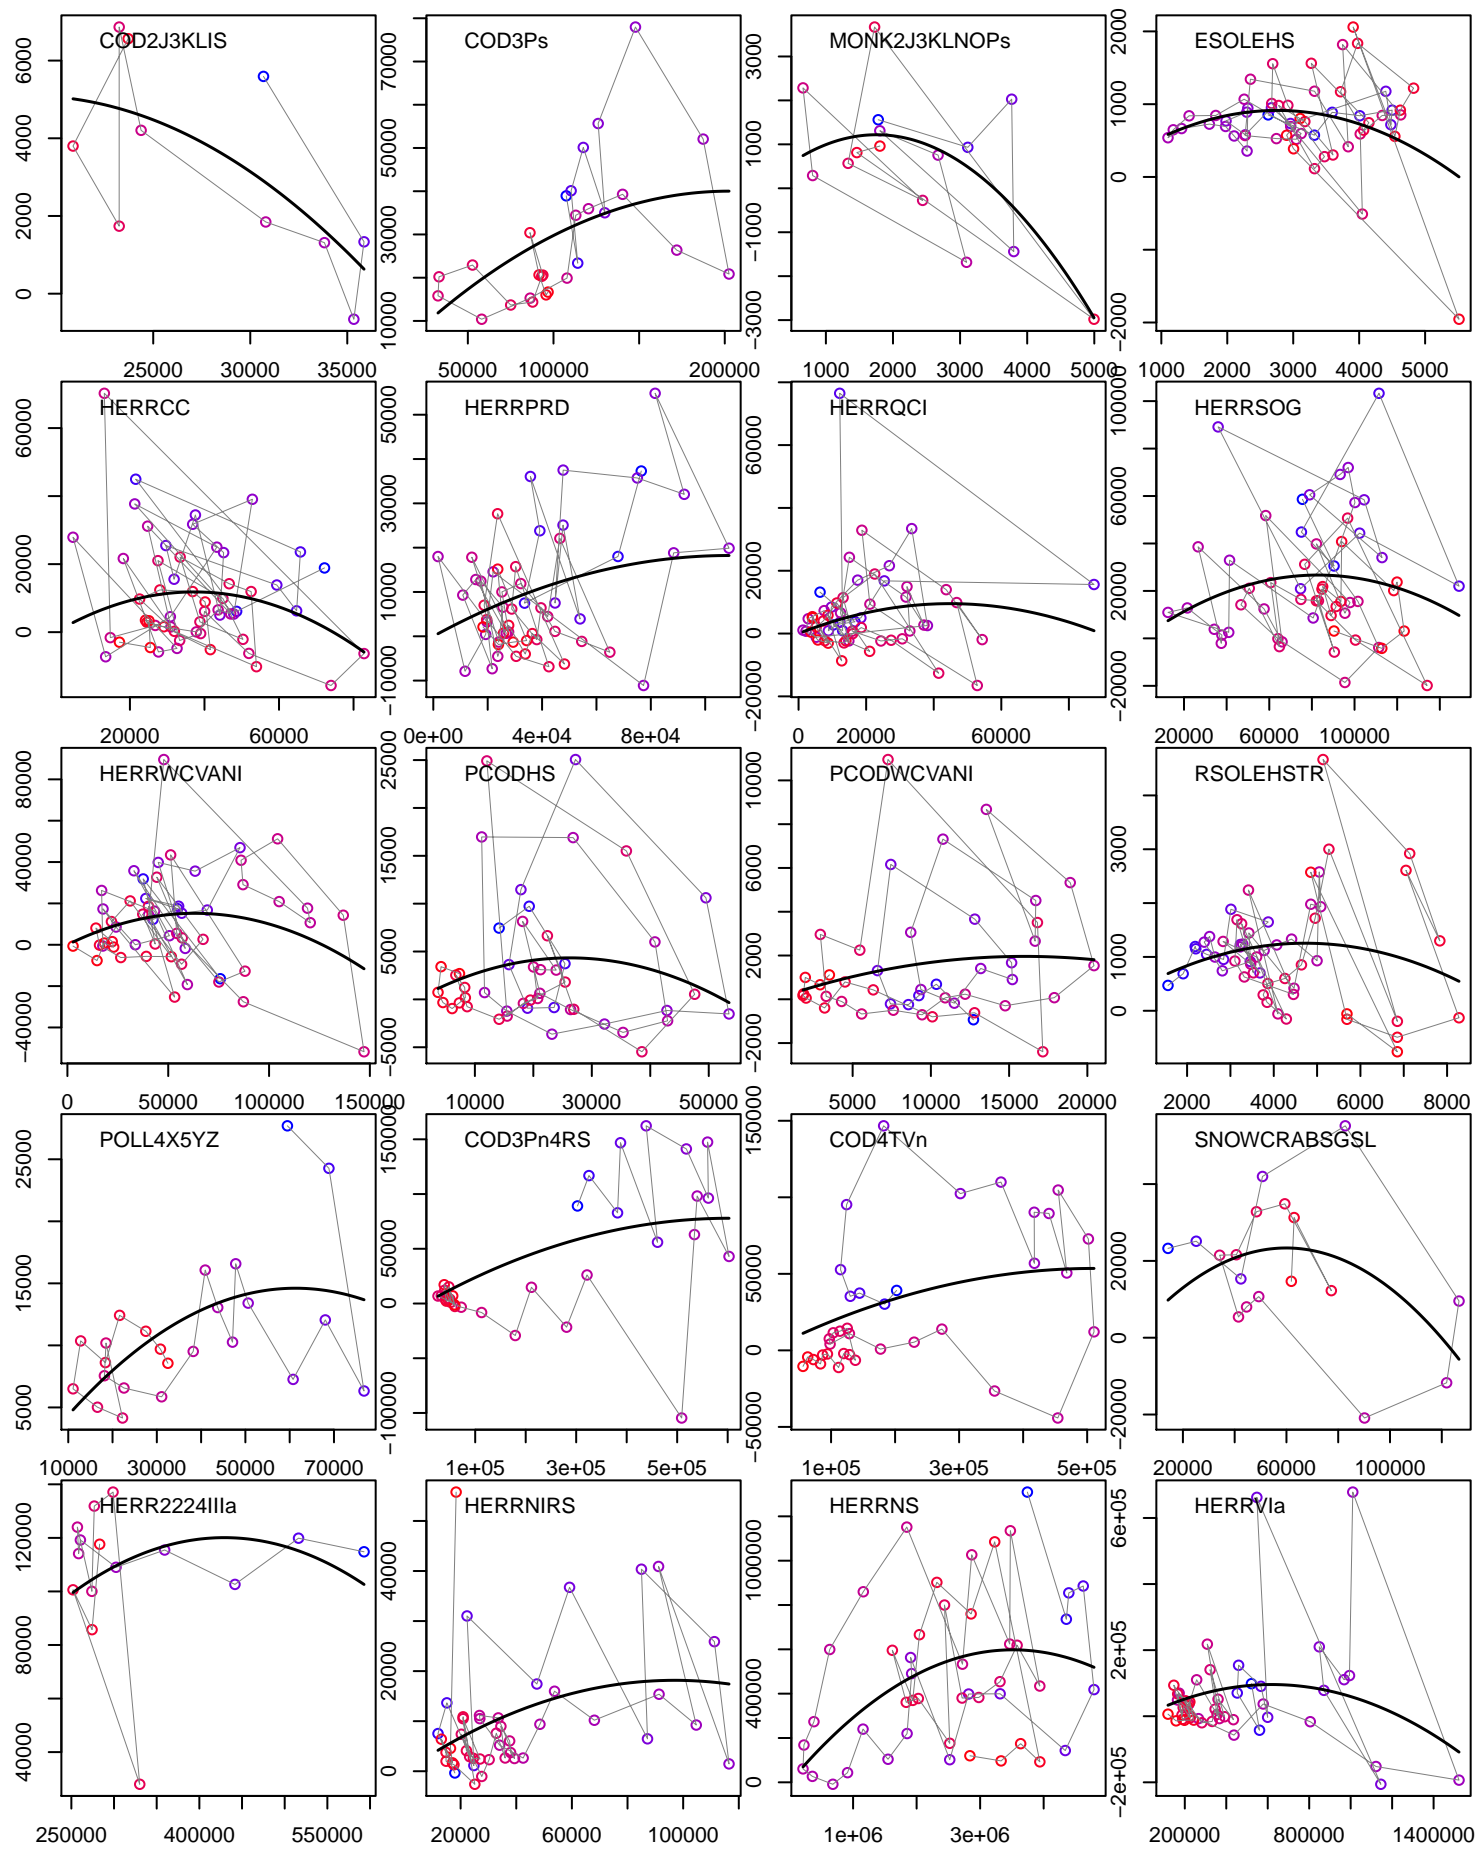 COD2J3KLIS COD3Ps MONK2J3KLNOPs ESOLEHS
0 2000 4000 6000
10000 30000 50000 70000
−3000 −1000 1000 3000
−2000 0 1000 2000
25000 30000 35000
50000 100000 200000
1000 2000 3000 4000 5000
1000 2000 3000 4000 5000
HERRCC HERRPRD HERRQCI HERRSOG
0 20000 60000
−10000 10000 30000 50000
−20000 20000 60000
−20000 20000 60000 100000
20000 60000
0e+00 4e+04 8e+04
0 20000 60000
20000 60000 100000
HERRWCVANI PCODHS PCODWCVANI RSOLEHSTR
−40000 0 40000 80000
−5000 5000 15000 25000
−2000 2000 6000 10000
0 1000 3000
0 50000 100000 150000
10000 30000 50000
5000 10000 15000 20000
2000 4000 6000 8000
POLL4X5YZ COD3Pn4RS COD4TVn SNOWCRABSGSL
5000 15000 25000
−100000 0 50000 150000
−50000 0 50000 150000
−20000 0 20000
10000 30000 50000 70000
1e+05 3e+05 5e+05
1e+05 3e+05 5e+05
20000 60000 100000
HERR2224IIIa HERRNIRS HERRNS HERRVIa
40000 80000 120000
0 20000 40000
0 400000 1000000
−2e+05 2e+05 6e+05
250000 400000 550000
20000 60000 100000
1e+06 3e+06
200000 800000 1400000